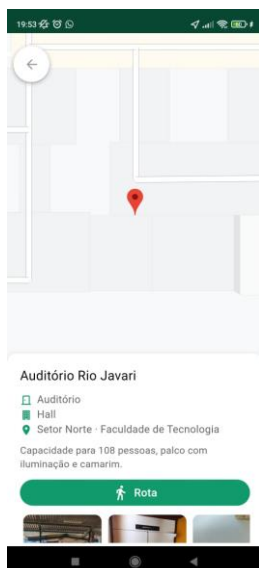 19:53
Auditório Rio Javari
Auditório
Hall
Setor Norte · Faculdade de Tecnologia
Capacidade para 108 pessoas, palco com
iluminação e camarim.
Rota